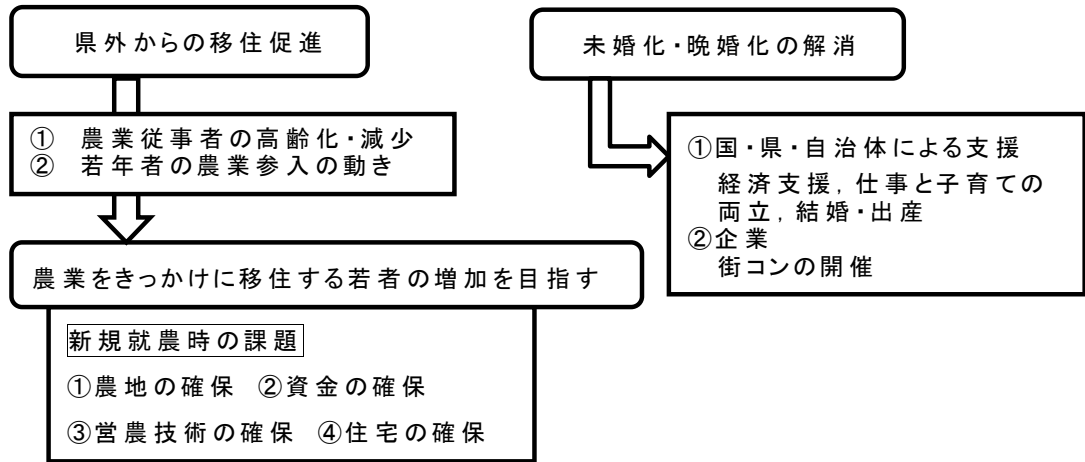 県外からの移住促進
① 農業従事者の高齢化・減少
② 若年者の農業参入の動き
農業をきっかけに移住する若者の増加を目指す
新規就農時の課題
①農地の確保 ②資金の確保
③営農技術の確保 ④住宅の確保
未婚化・晩婚化の解消
①国・県・自治体による支援
経済支援, 仕事と子育ての
両立, 結婚・出産
②企業
街コンの開催